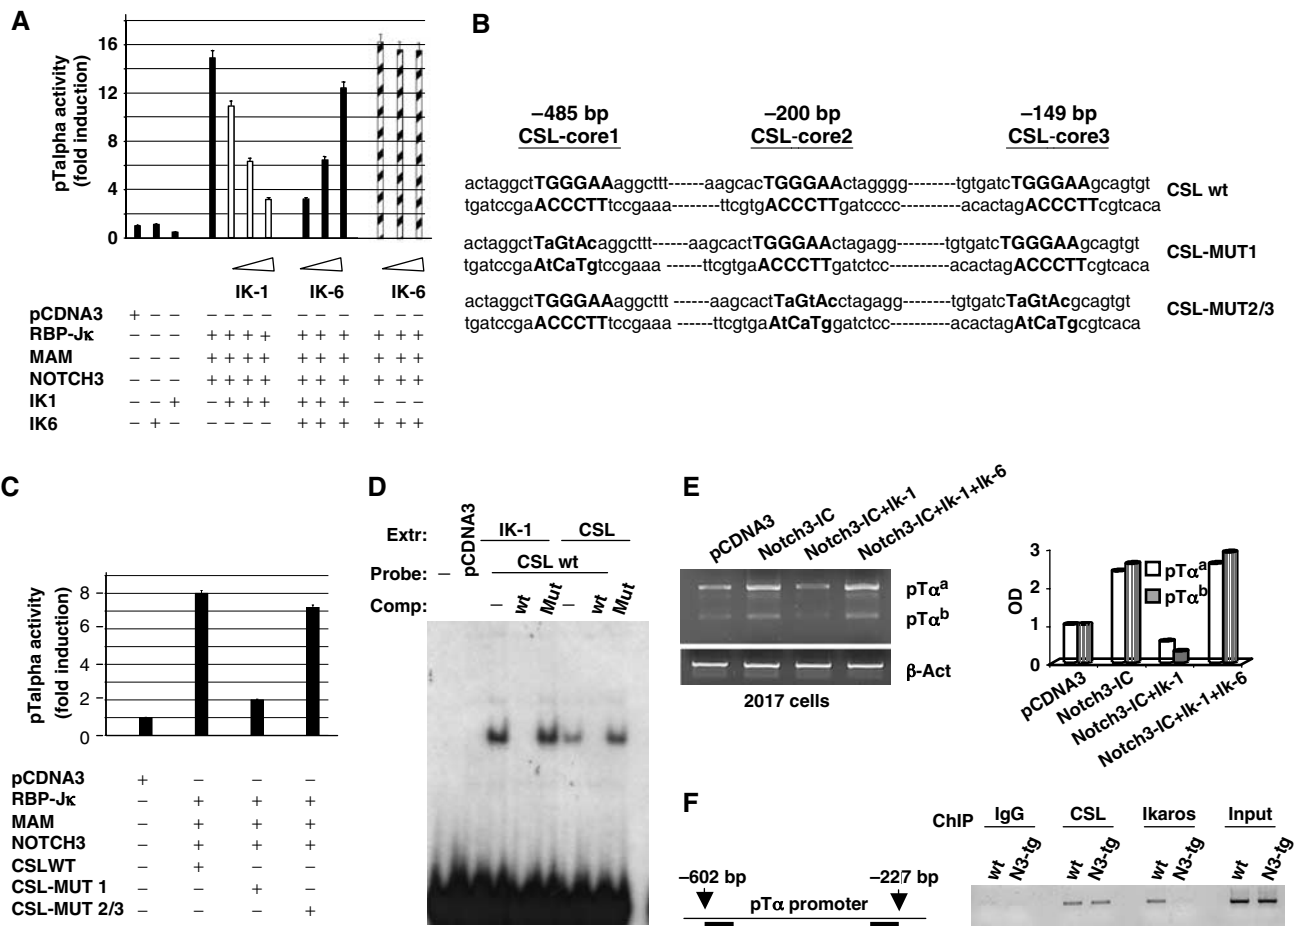 A
pTalpha activity
(fold induction)
16
12
8
4
0
IK-1 IK-6 IK-6
pCDNA3 + – –
RBP-Jκ – – – + + + + + + + + + +
MAM – – – + + + + + + + + + +
NOTCH3 – – – + + + + + + + + + +
IK1 – – + – + + + + + + – – –
IK6 – + – – – – – + + + + + +
B
–485 bp –200 bp –149 bp
CSL-core1 CSL-core2 CSL-core3
actaggctTGGGAAaggcttt------aagcacTGGGAActagggg--------tgtgatcTGGGAAgcagtgt CSL wt
tgatccgaACCCTTtccgaaa-------ttcgtgACCCTTgatcccc---------acactagACCCTTcgtcaca
actaggctTaGtAcaggcttt------aagcactTGGGAActagagg--------tgtgatcTGGGAAgcagtgt CSL-MUT1
tgatccgaAtCaTgtccgaaa ------ttcgtgaACCCTTgatctcc----------acactagACCCTTcgtcaca
actaggctTGGGAAaggcttt ------aagcactTaGtAcctagagg--------tgtgatcTaGtAcgcagtgt CSL-MUT2/3
tgatccgaACCCTTtccgaaa ------ttcgtgaAtCaTggatctcc----------acactagAtCaTgcgtcaca
C
pTalpha activity
(fold induction)
8
6
4
2
0
pCDNA3 + – – –
RBP-Jκ – + + +
MAM – + + +
NOTCH3 – + + +
CSLWT – + – –
CSL-MUT 1 – – + –
CSL-MUT 2/3 – – – +
D
Extr: pCDNA3 IK-1 CSL
Probe: – CSL wt
Comp: – wt Mut – wt Mut
E
pCDNA3 Notch3-IC Notch3-IC+Ik-1 Notch3-IC+Ik-1+Ik-6
pTαa
pTαb
β-Act
2017 cells
OD
3
2
1
0
pTαa
pTαb
pCDNA3 Notch3-IC Notch3-IC+Ik-1 Notch3-IC+Ik-1+Ik-6
F
–602 bp –227 bp
pTα promoter
ChIP IgG CSL Ikaros Input
wt N3-tg wt N3-tg wt N3-tg wt N3-tg